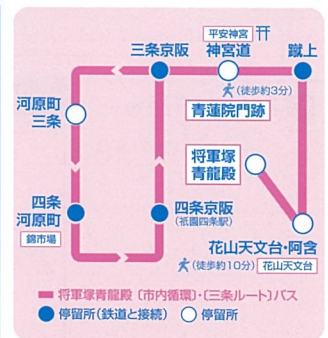 平安神宮
三条京阪
神宮道
蹴上
(徒歩約3分)
河原町
三条
青蓮院門跡
将軍塚
青龍殿
四条
河原町
錦市場
四条京阪
(祇園四条駅)
花山天文台・阿含
(徒歩約10分)
花山天文台
将軍塚青龍殿〔市内循環〕・〔三条ルート〕バス
停留所(鉄道と接続)
停留所